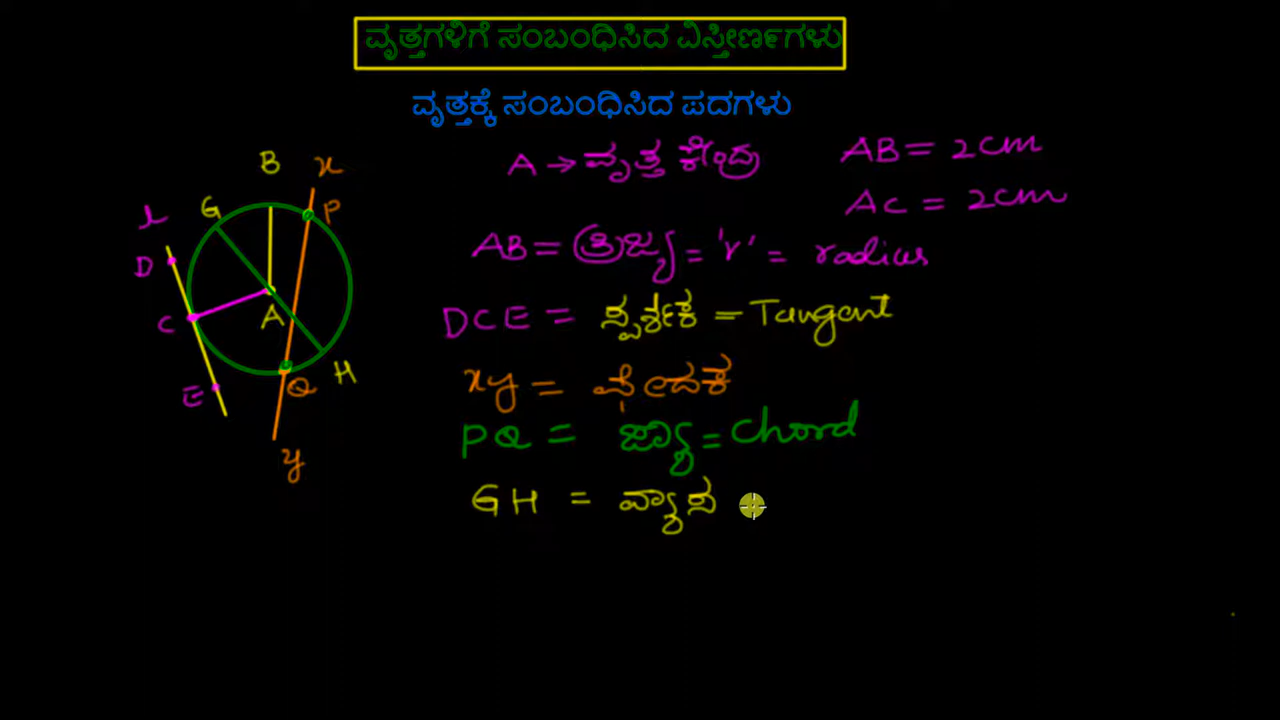 ವೃತ್ತಗಳಿಗೆ ಸಂಬಂಧಿಸಿದ ವಿಸ್ತೀರ್ಣಗಳು
ವೃತ್ತಕ್ಕೆ ಸಂಬಂಧಿಸಿದ ಪದಗಳು
A → ವೃತ್ತ ಕೇಂದ್ರ
AB = 2cm
AC = 2cm
AB = ತ್ರಿಜ್ಯ = 'r' = radius
DCE = ಸ್ಪರ್ಶಕ = Tangent
xy = ಛೇದಕ
PQ = ಜ್ಯಾ = chord
GH = ವ್ಯಾಸ
B
x
l
G
P
D
C
A
E
Q
H
y